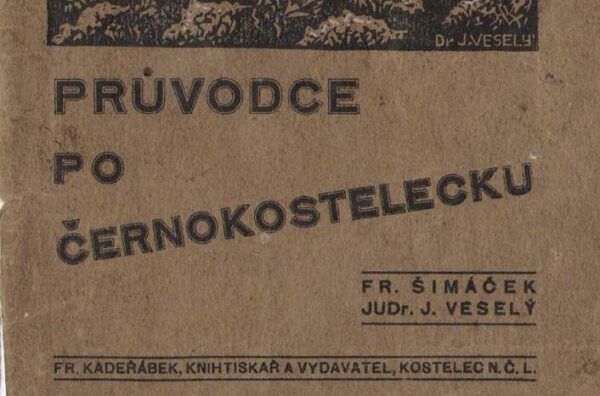 Dr J. VESELÝ
PRŮVODCE
PO
ČERNOKOSTELECKU
FR. ŠIMÁČEK
JUDr. J. VESELÝ
FR. KADEŘÁBEK, KNIHTISKAŘ A VYDAVATEL, KOSTELEC N. Č. L.